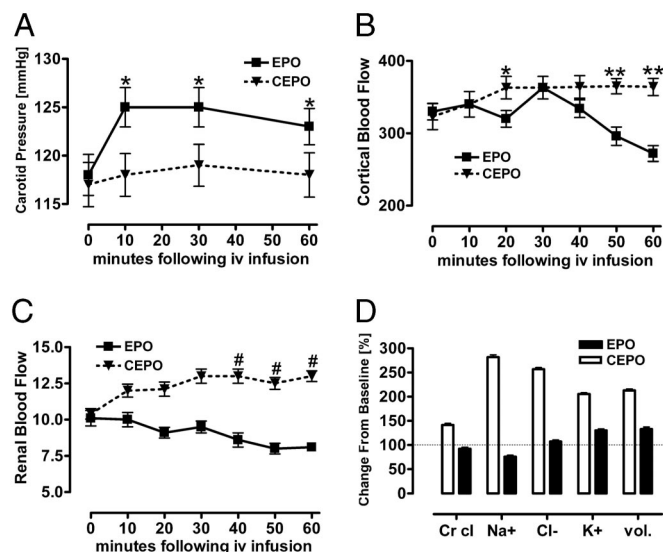 A
Carotid Pressure [mmHg]
130
125
120
115
EPO
CEPO
* * *
0 10 20 30 40 50 60
minutes following iv infusion
B
Cortical Blood Flow
400
300
200
* ** **
EPO
CEPO
0 10 20 30 40 50 60
minutes following iv infusion
C
Renal Blood Flow
15.0
12.5
10.0
7.5
5.0
EPO
CEPO
# # #
0 10 20 30 40 50 60
minutes following iv infusion
D
Change From Baseline [%]
300
250
200
150
100
50
0
EPO
CEPO
Cr cl Na+ Cl- K+ vol.